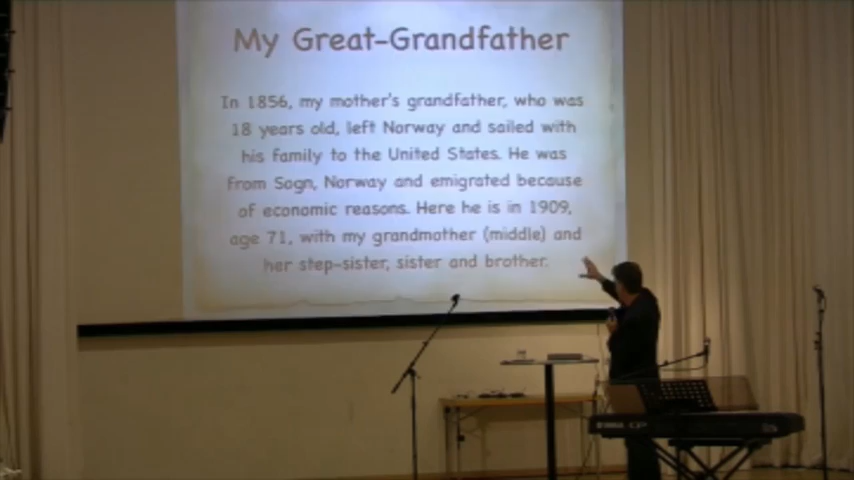 My Great-Grandfather
In 1856, my mother's grandfather, who was
18 years old, left Norway and sailed with
his family to the United States. He was
from Sogn, Norway and emigrated because
of economic reasons. Here he is in 1909,
age 71, with my grandmother (middle) and
her step-sister, sister and brother.